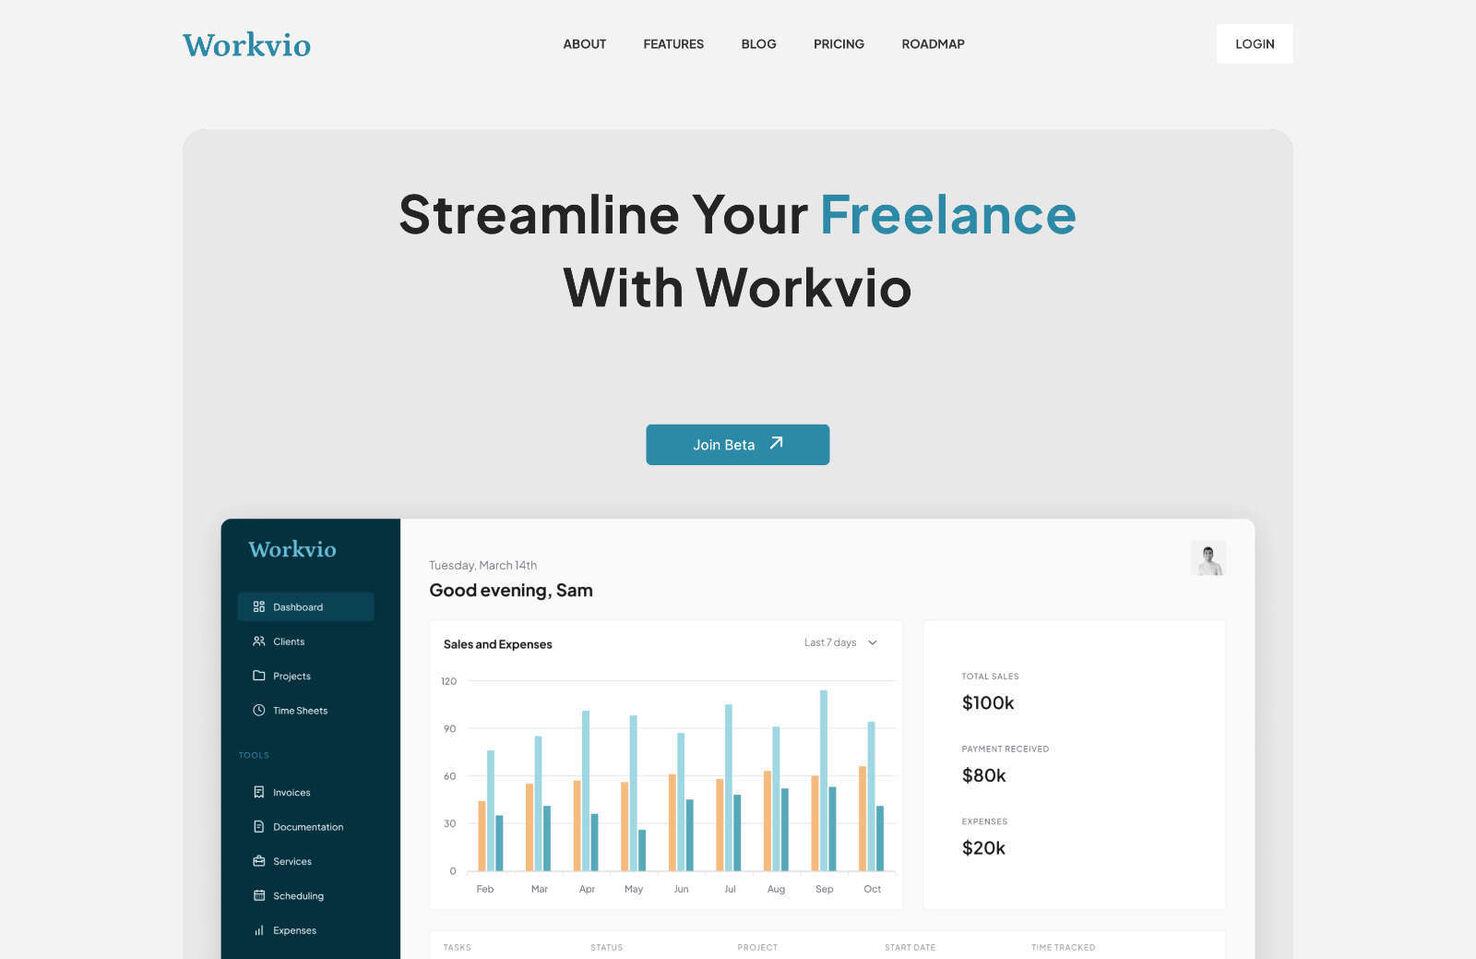 Workvio
ABOUT
FEATURES
BLOG
PRICING
ROADMAP
LOGIN
Streamline Your Freelance
With Workvio
Join Beta
Workvio
Dashboard
Clients
Projects
Time Sheets
TOOLS
Invoices
Documentation
Services
Scheduling
Expenses
Tuesday, March 14th
Good evening, Sam
Sales and Expenses
Last 7 days
120
90
60
30
0
Feb Mar Apr May Jun Jul Aug Sep Oct
TOTAL SALES
$100k
PAYMENT RECEIVED
$80k
EXPENSES
$20k
TASKS STATUS PROJECT START DATE TIME TRACKED